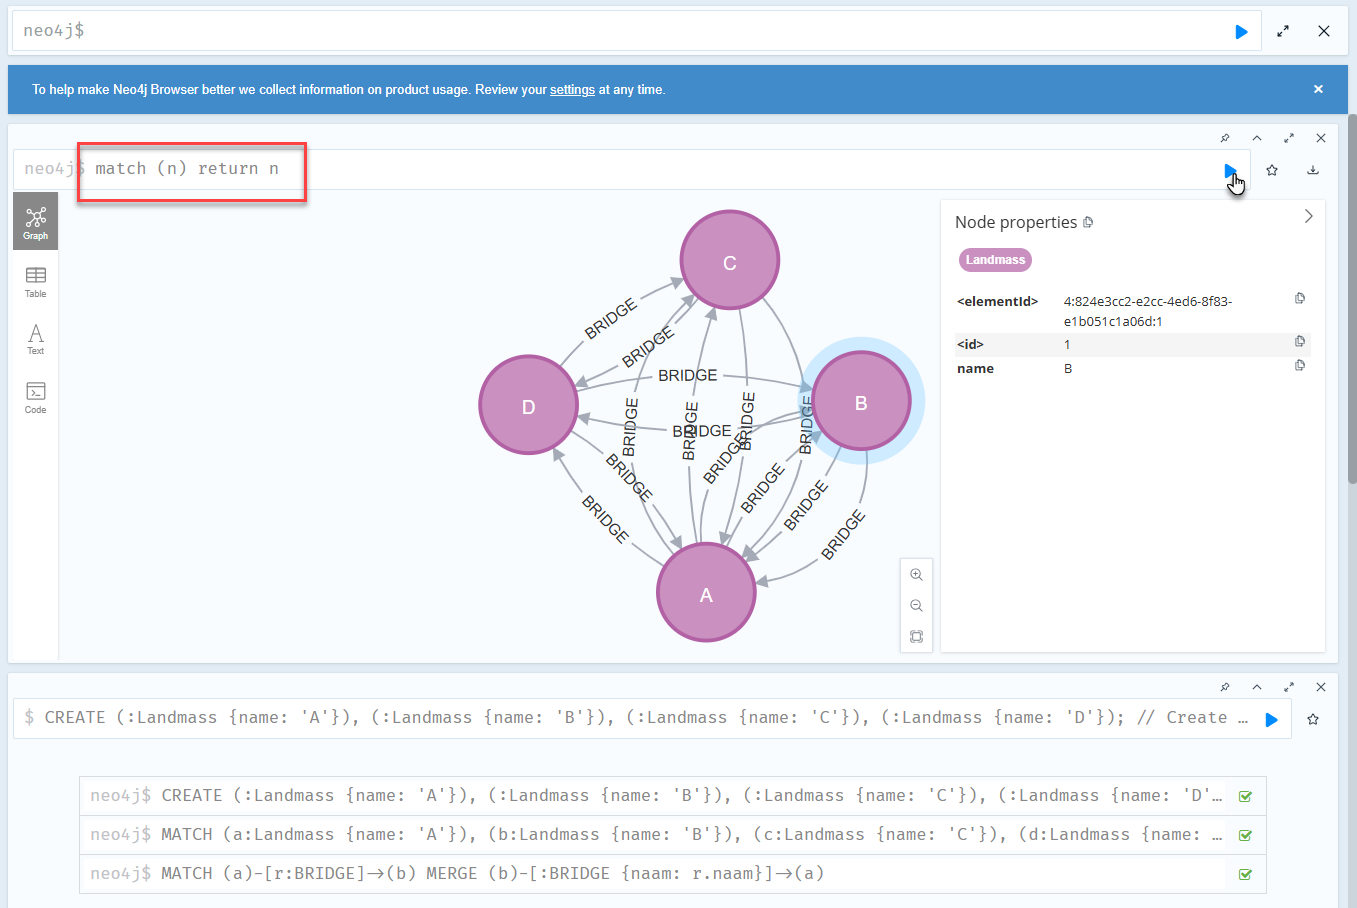 neo4j$
To help make Neo4j Browser better we collect information on product usage. Review your settings at any time.
neo4j$ match (n) return n
Graph
Table
Text
Code
C
BRIDGE
BRIDGE
BRIDGE
D
B
BRIDGE
BRIDGE
BRIDGE
BRIDGE
BRIDGE
BRIDGE
BRIDGE
BRIDGE
BRIDGE
BRIDGE
BRIDGE
A
Node properties
Landmass
<elementId> 4:824e3cc2-e2cc-4ed6-8f83-
e1b051c1a06d:1
<id> 1
name B
$ CREATE (:Landmass {name: 'A'}), (:Landmass {name: 'B'}), (:Landmass {name: 'C'}), (:Landmass {name: 'D'}); // Create …
neo4j$ CREATE (:Landmass {name: 'A'}), (:Landmass {name: 'B'}), (:Landmass {name: 'C'}), (:Landmass {name: 'D'…
neo4j$ MATCH (a:Landmass {name: 'A'}), (b:Landmass {name: 'B'}), (c:Landmass {name: 'C'}), (d:Landmass {name: …
neo4j$ MATCH (a)-[r:BRIDGE]->(b) MERGE (b)-[:BRIDGE {naam: r.naam}]->(a)